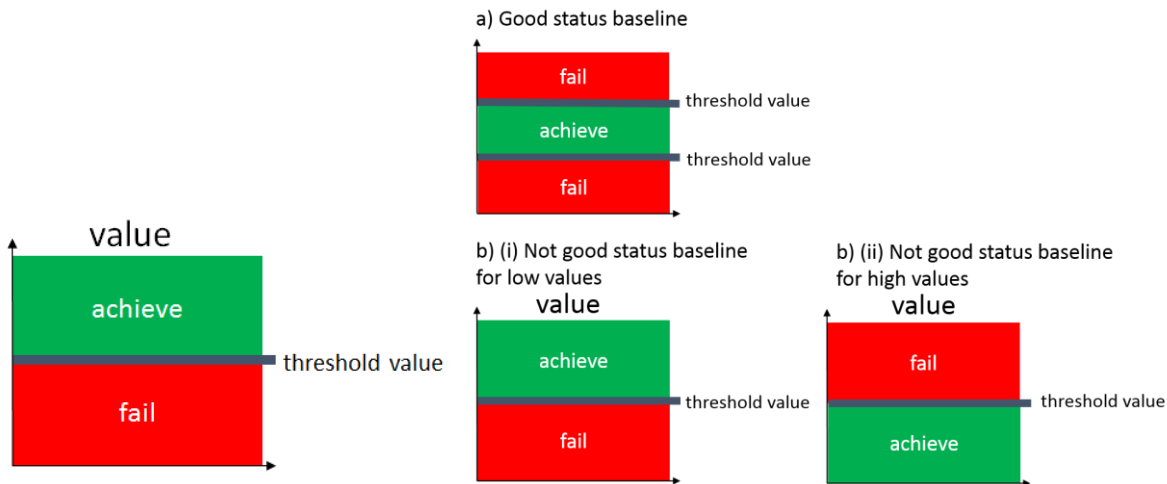 value
achieve
threshold value
fail
a) Good status baseline
fail
threshold value
achieve
threshold value
fail
b) (i) Not good status baseline
for low values
value
achieve
threshold value
fail
b) (ii) Not good status baseline
for high values
value
fail
threshold value
achieve